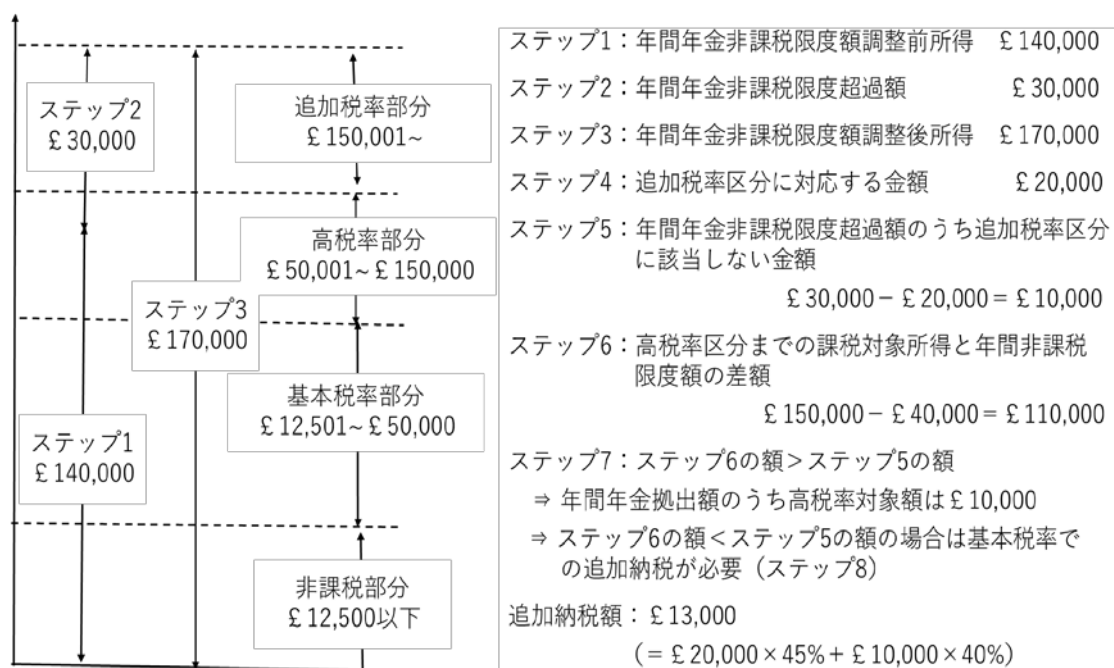 ステップ2
£30,000
追加税率部分
£150,001~
高税率部分
£50,001~£150,000
ステップ3
£170,000
基本税率部分
£12,501~£50,000
ステップ1
£140,000
非課税部分
£12,500以下
ステップ1:年間年金非課税限度額調整前所得 £140,000
ステップ2:年間年金非課税限度超過額 £30,000
ステップ3:年間年金非課税限度額調整後所得 £170,000
ステップ4:追加税率区分に対応する金額 £20,000
ステップ5:年間年金非課税限度超過額のうち追加税率区分
に該当しない金額
£30,000-£20,000=£10,000
ステップ6:高税率区分までの課税対象所得と年間非課税
限度額の差額
£150,000-£40,000=£110,000
ステップ7:ステップ6の額>ステップ5の額
⇒ 年間年金拠出額のうち高税率対象額は£10,000
⇒ ステップ6の額<ステップ5の額の場合は基本税率で
の追加納税が必要(ステップ8)
追加納税額:£13,000
(=£20,000×45%+£10,000×40%)